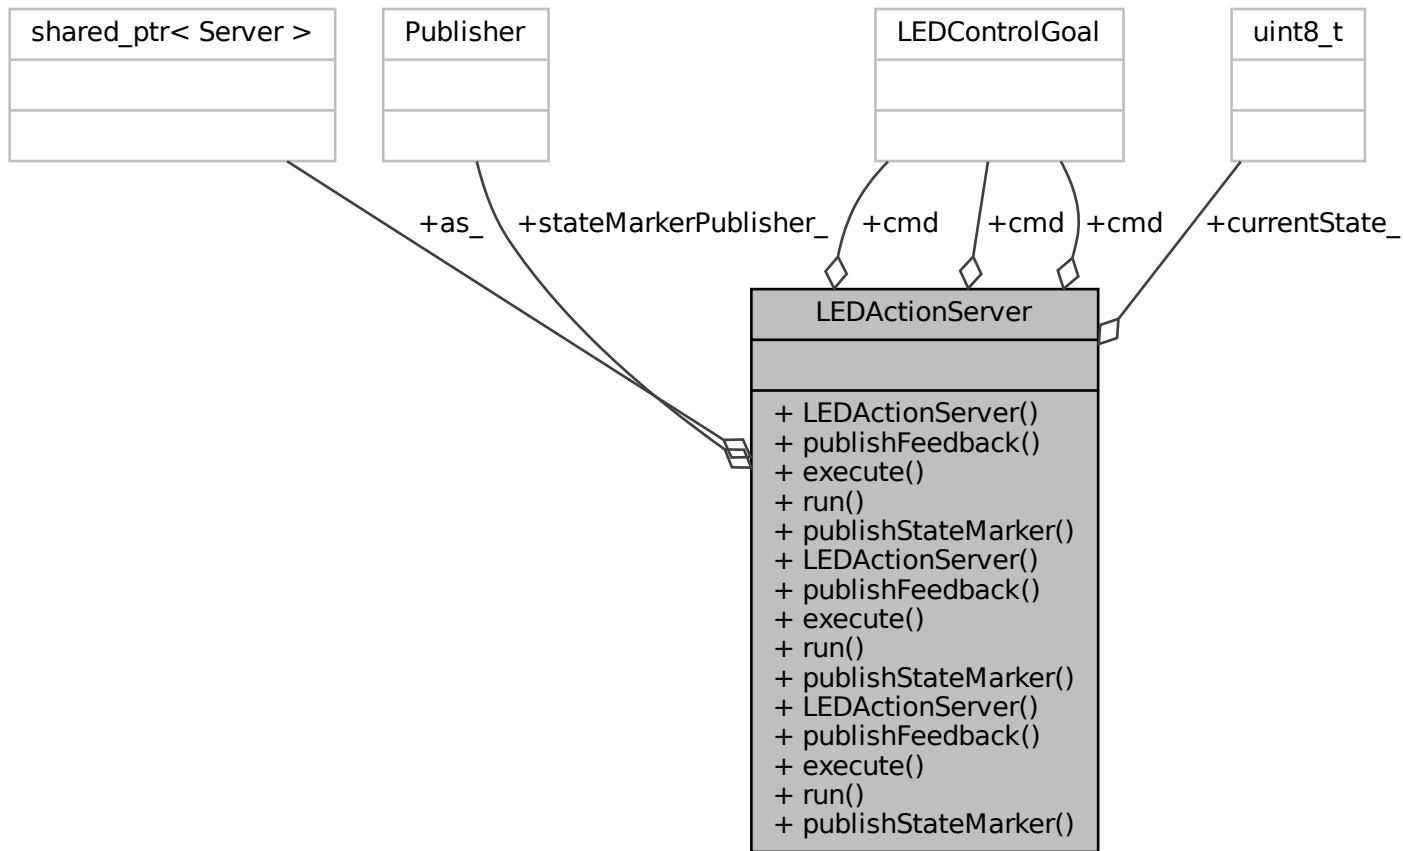 shared_ptr< Server >
Publisher
LEDControlGoal
uint8_t
+as_
+stateMarkerPublisher_
+cmd
+cmd
+cmd
+currentState_
LEDActionServer
+ LEDActionServer()
+ publishFeedback()
+ execute()
+ run()
+ publishStateMarker()
+ LEDActionServer()
+ publishFeedback()
+ execute()
+ run()
+ publishStateMarker()
+ LEDActionServer()
+ publishFeedback()
+ execute()
+ run()
+ publishStateMarker()